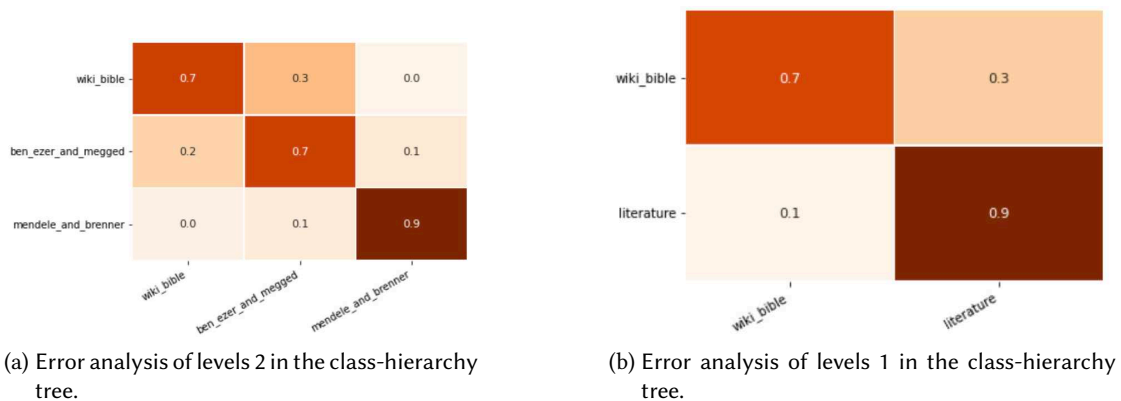 wiki_bible
0.7 0.3 0.0
ben_ezer_and_megged
0.2 0.7 0.1
mendele_and_brenner
0.0 0.1 0.9
wiki_bible
ben_ezer_and_megged
mendele_and_brenner
(a) Error analysis of levels 2 in the class-hierarchy
tree.
wiki_bible
0.7 0.3
literature
0.1 0.9
wiki_bible
literature
(b) Error analysis of levels 1 in the class-hierarchy
tree.